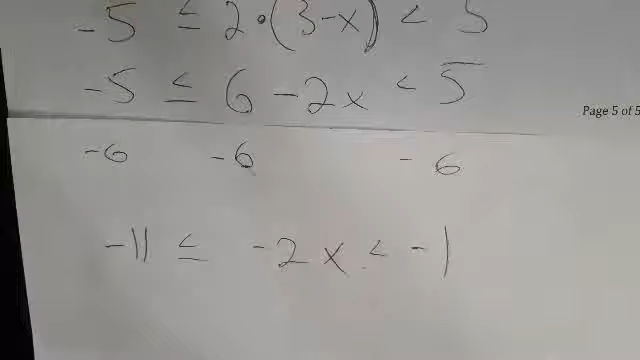 -5 ≤ 2•(3-x) < 5
-5 ≤ 6-2x < 5
Page 5 of 5
-6 -6 -6
-11 ≤ -2x < -1